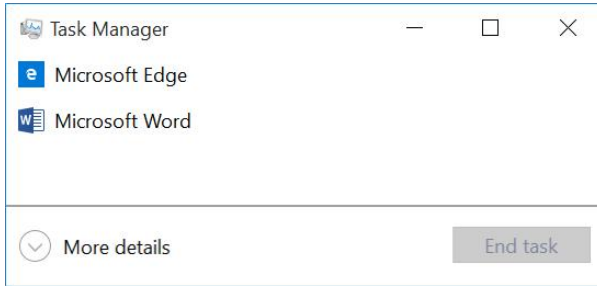 Task Manager
Microsoft Edge
Microsoft Word
More details
End task